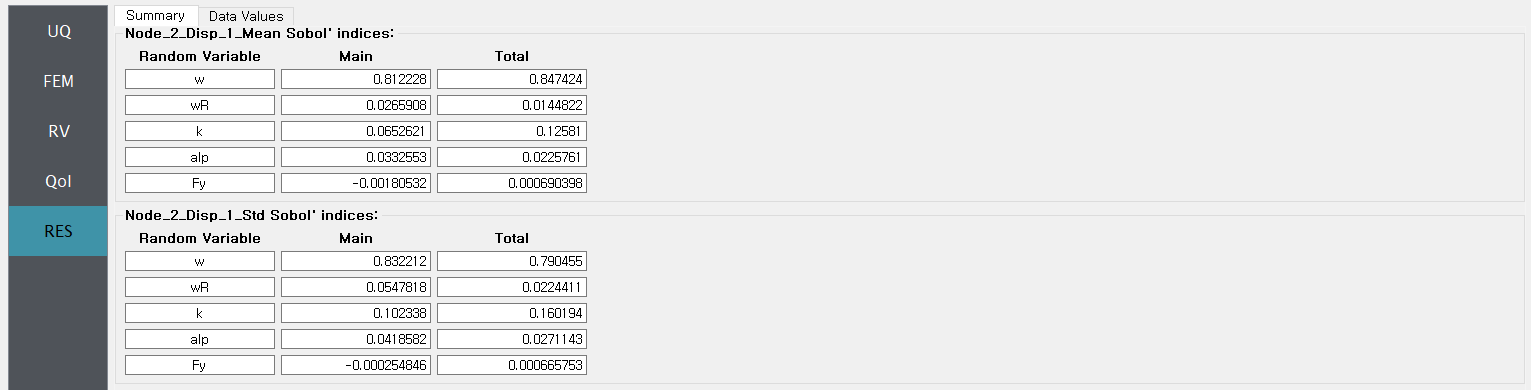 UQ
FEM
RV
QoI
RES
Summary Data Values
Node_2_Disp_1_Mean Sobol' indices:
Random Variable Main Total
w 0.812228 0.847424
wR 0.0265908 0.0144822
k 0.0652621 0.12581
alp 0.0332553 0.0225761
Fy -0.00180532 0.000690398
Node_2_Disp_1_Std Sobol' indices:
Random Variable Main Total
w 0.832212 0.790455
wR 0.0547818 0.0224411
k 0.102338 0.160194
alp 0.0418582 0.0271143
Fy -0.000254846 0.000665753